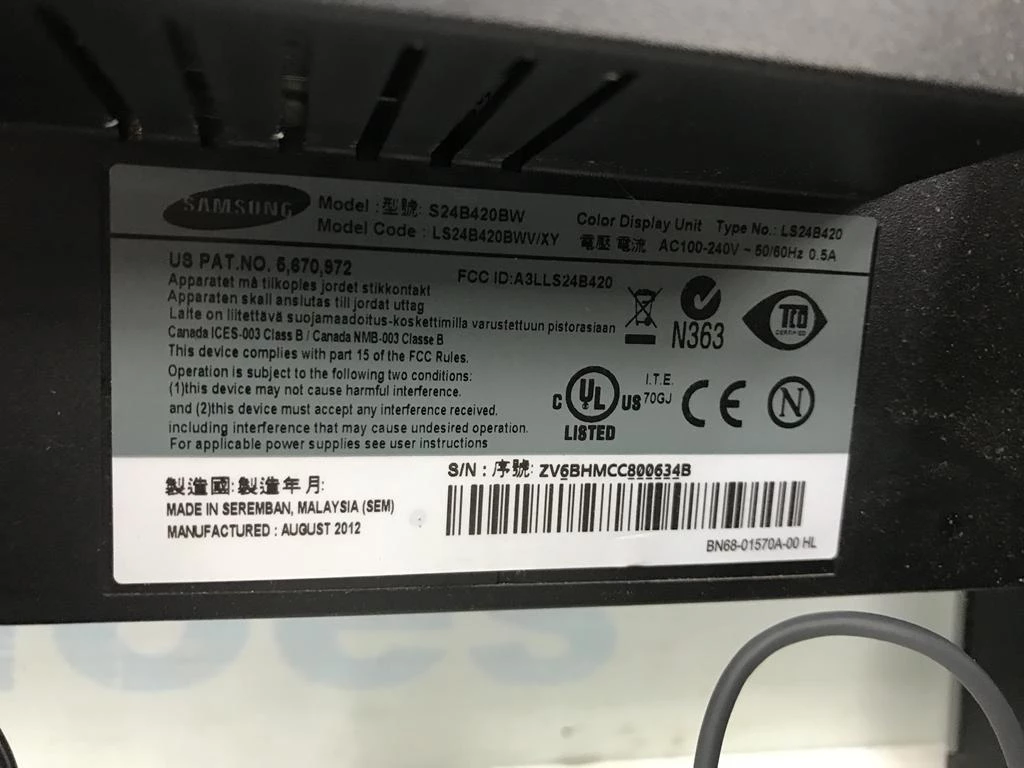 SAMSUNG
Model :型號: S24B420BW
Model Code : LS24B420BWV/XY
Color Display Unit Type No.: LS24B420
電壓 電流 AC100-240V ~ 50/60Hz 0.5A
US PAT.NO. 5,670,972
FCC ID:A3LLS24B420
Apparatet må tilkoples jordet stikkontakt
Apparaten skall anslutas till jordat uttag
Laite on liitettävä suojamaadoitus-koskettimilla varustettuun pistorasiaan
Canada ICES-003 Class B / Canada NMB-003 Classe B
This device complies with part 15 of the FCC Rules.
Operation is subject to the following two conditions:
(1)this device may not cause harmful interference.
and (2)this device must accept any interference received.
including interference that may cause undesired operation.
For applicable power supplies see user instructions
N363
TCO
CERTIFIED
C UL US
LISTED
I.T.E.
70GJ
CE
N
製造國: 製造年月:
MADE IN SEREMBAN, MALAYSIA (SEM)
MANUFACTURED : AUGUST 2012
S/N : 序號: ZV6BHMCC800634B
BN68-01570A-00 HL
oes